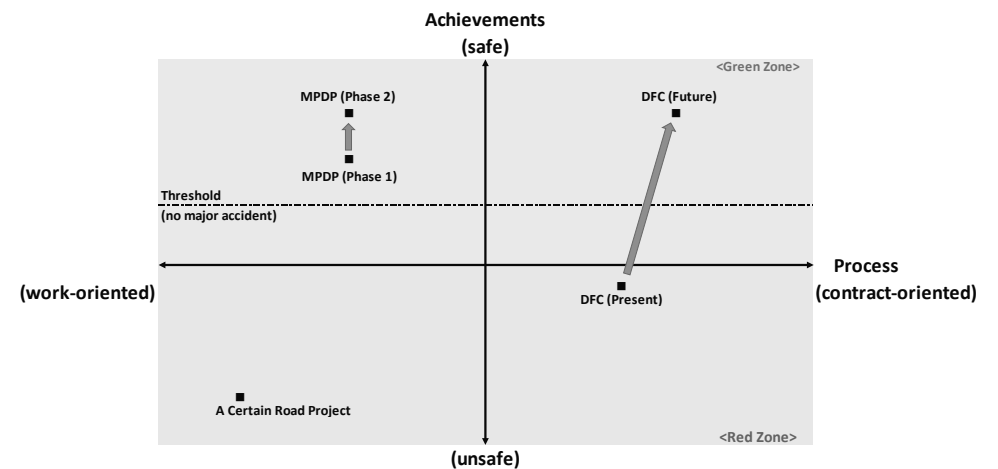 Achievements
(safe)
<Green Zone>
MPDP (Phase 2)
DFC (Future)
MPDP (Phase 1)
Threshold
(no major accident)
Process
(work-oriented)
(contract-oriented)
DFC (Present)
A Certain Road Project
<Red Zone>
(unsafe)